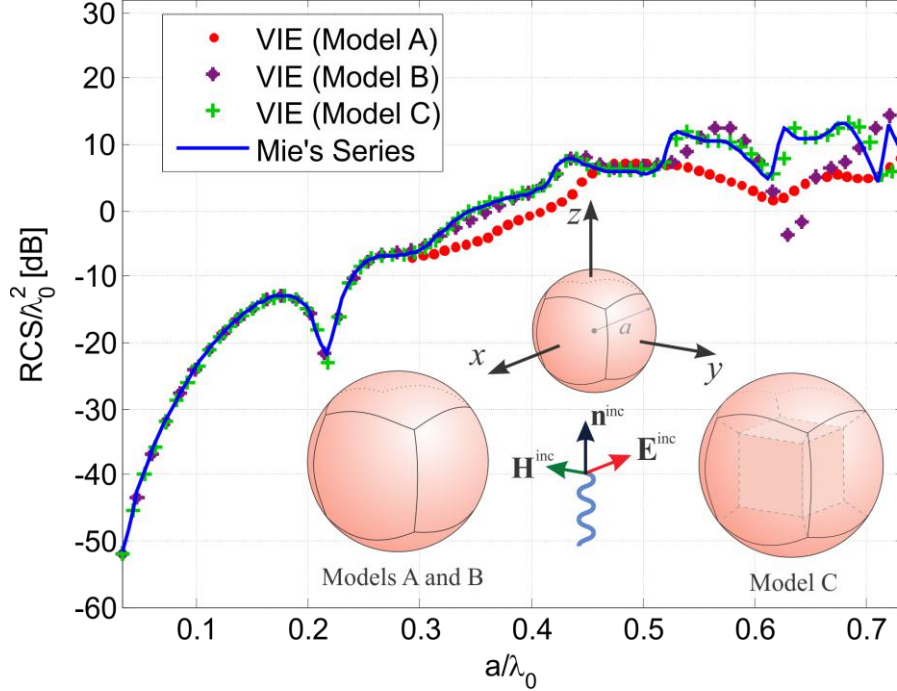 30
20
10
0
-10
-20
-30
-40
-50
-60
RCS/λ₀² [dB]
VIE (Model A)
VIE (Model B)
VIE (Model C)
Mie's Series
z
a
x
y
n^inc
H^inc
E^inc
Models A and B
Model C
0.1 0.2 0.3 0.4 0.5 0.6 0.7
a/λ₀